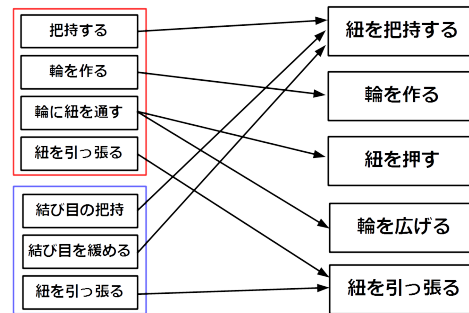 把持する
輪を作る
輪に紐を通す
紐を引っ張る
結び目の把持
結び目を緩める
紐を引っ張る
紐を把持する
輪を作る
紐を押す
輪を広げる
紐を引っ張る